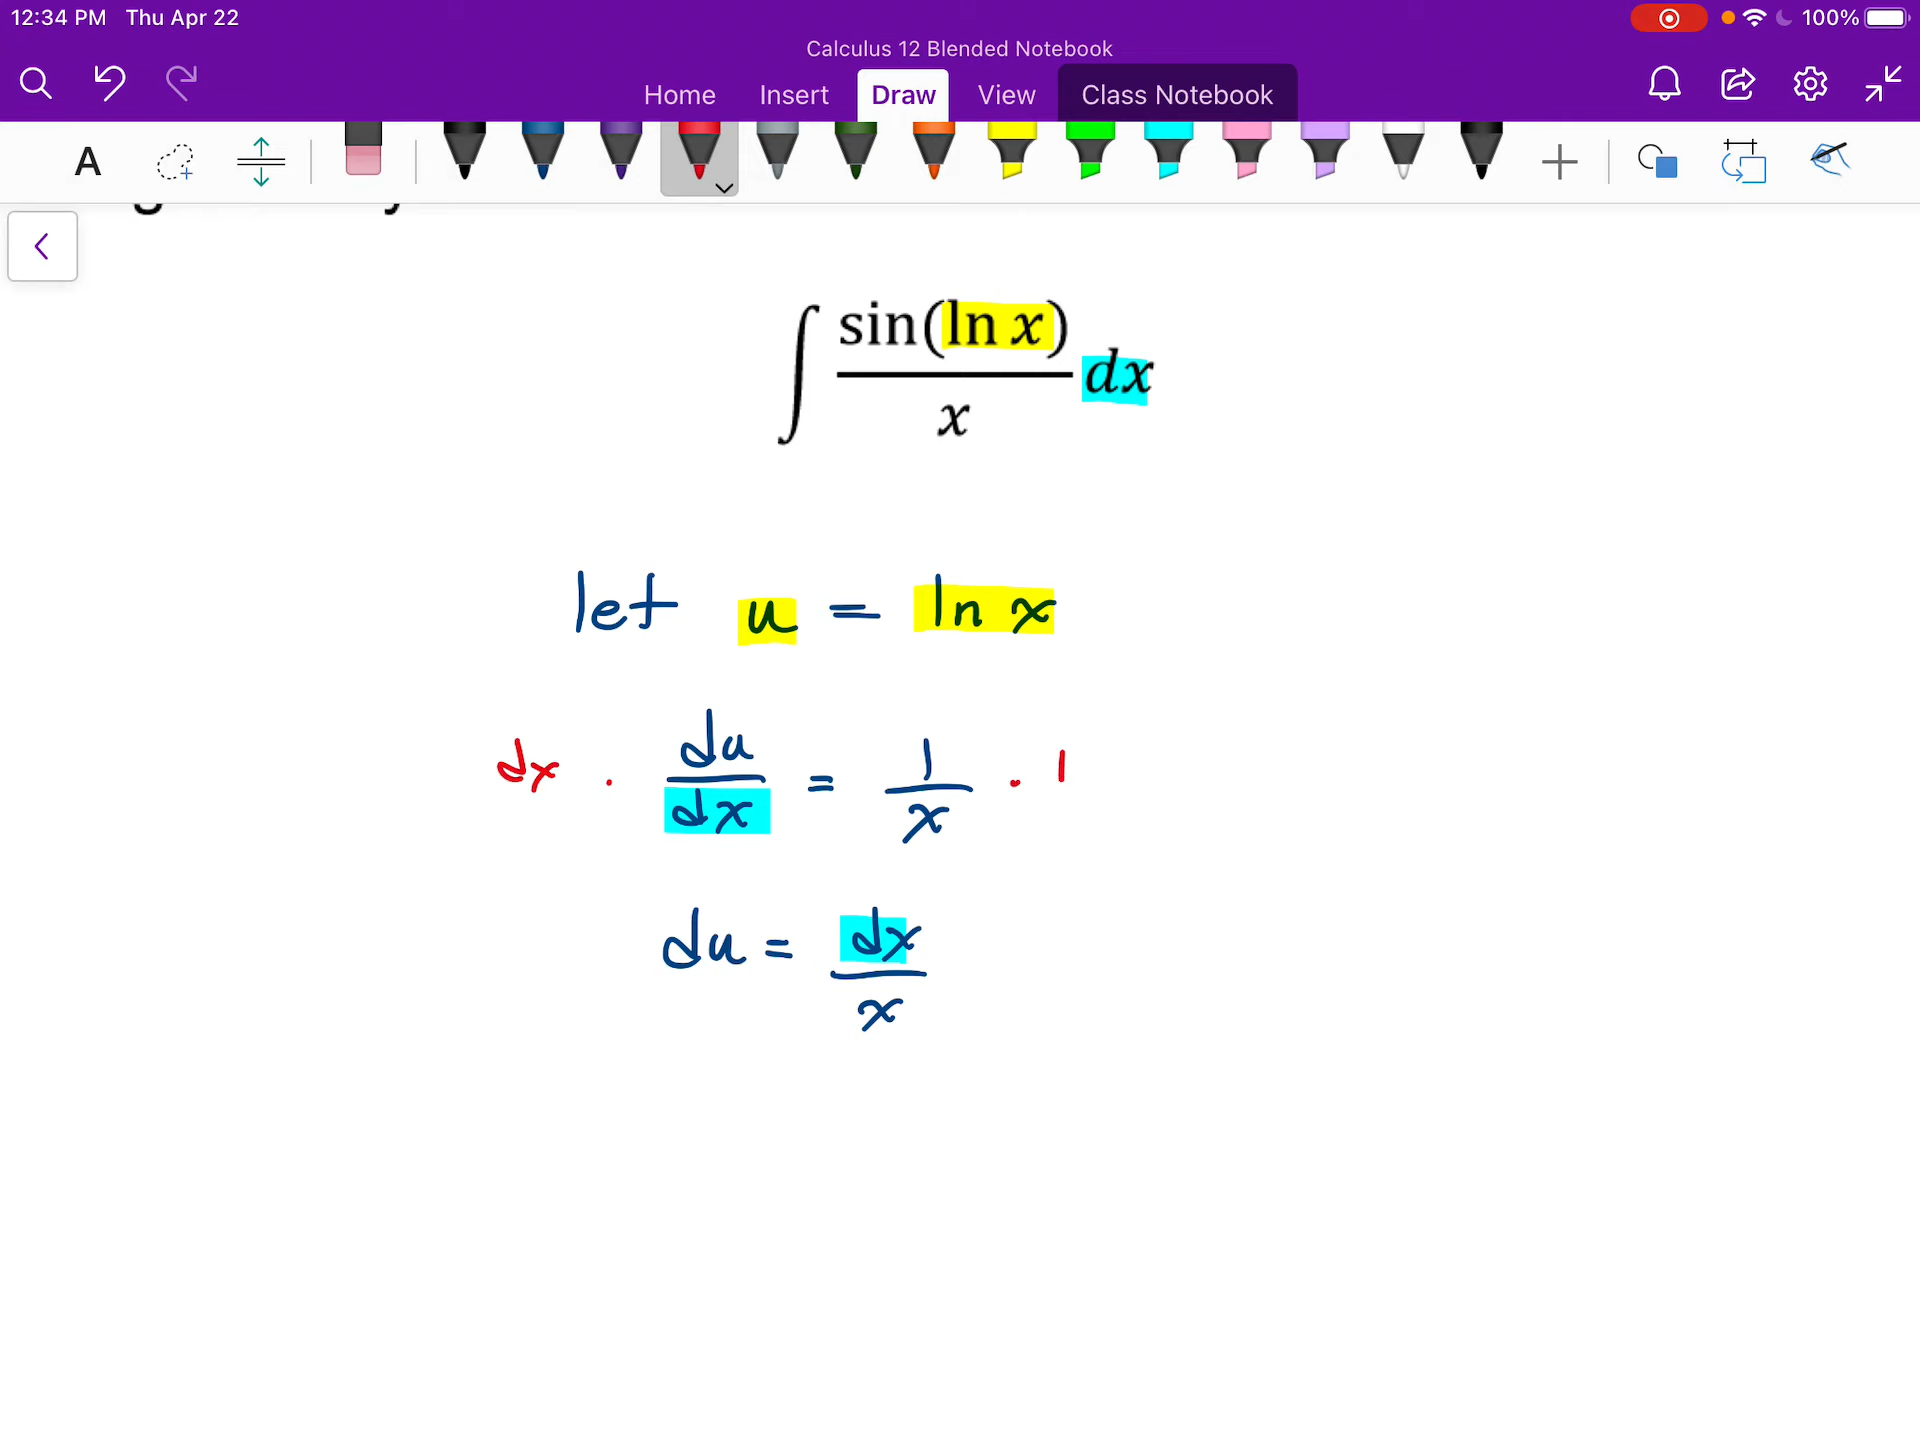 12:34 PM Thu Apr 22 100%
Calculus 12 Blended Notebook
Home Insert Draw View Class Notebook
A
∫ sin(ln x)/x dx
let u = ln x
dx · du/dx = 1/x · 1
du = dx/x